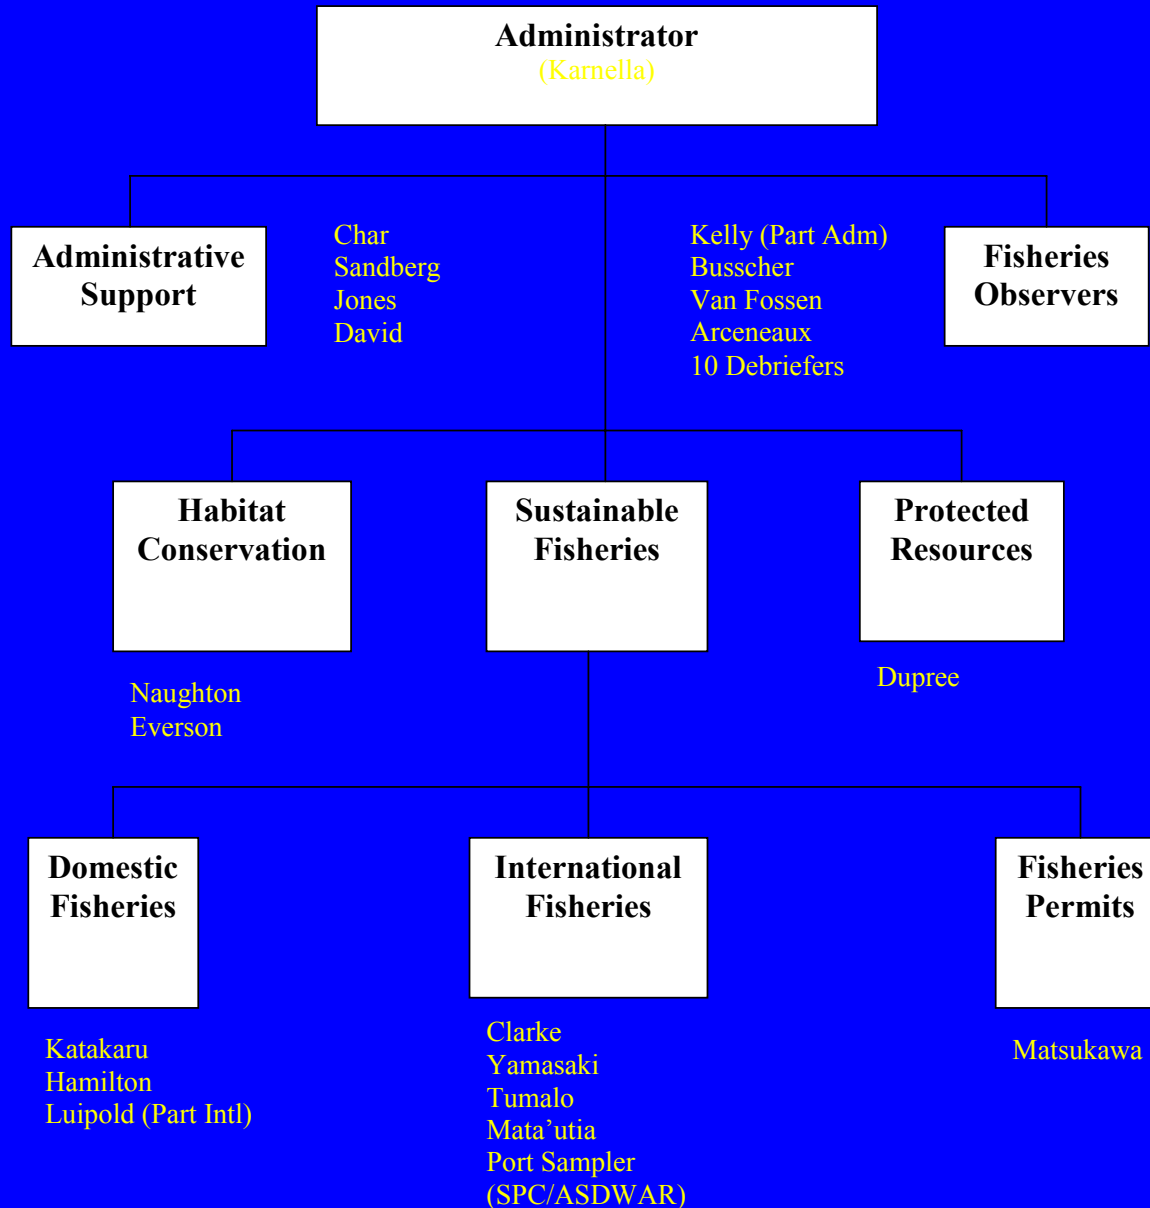 Administrator
(Karnella)
Administrative
Support
Char
Sandberg
Jones
David
Kelly (Part Adm)
Busscher
Van Fossen
Arceneaux
10 Debriefers
Fisheries
Observers
Habitat
Conservation
Naughton
Everson
Sustainable
Fisheries
Protected
Resources
Dupree
Domestic
Fisheries
Katakaru
Hamilton
Luipold (Part Intl)
International
Fisheries
Clarke
Yamasaki
Tumalo
Mata’utia
Port Sampler
(SPC/ASDWAR)
Fisheries
Permits
Matsukawa